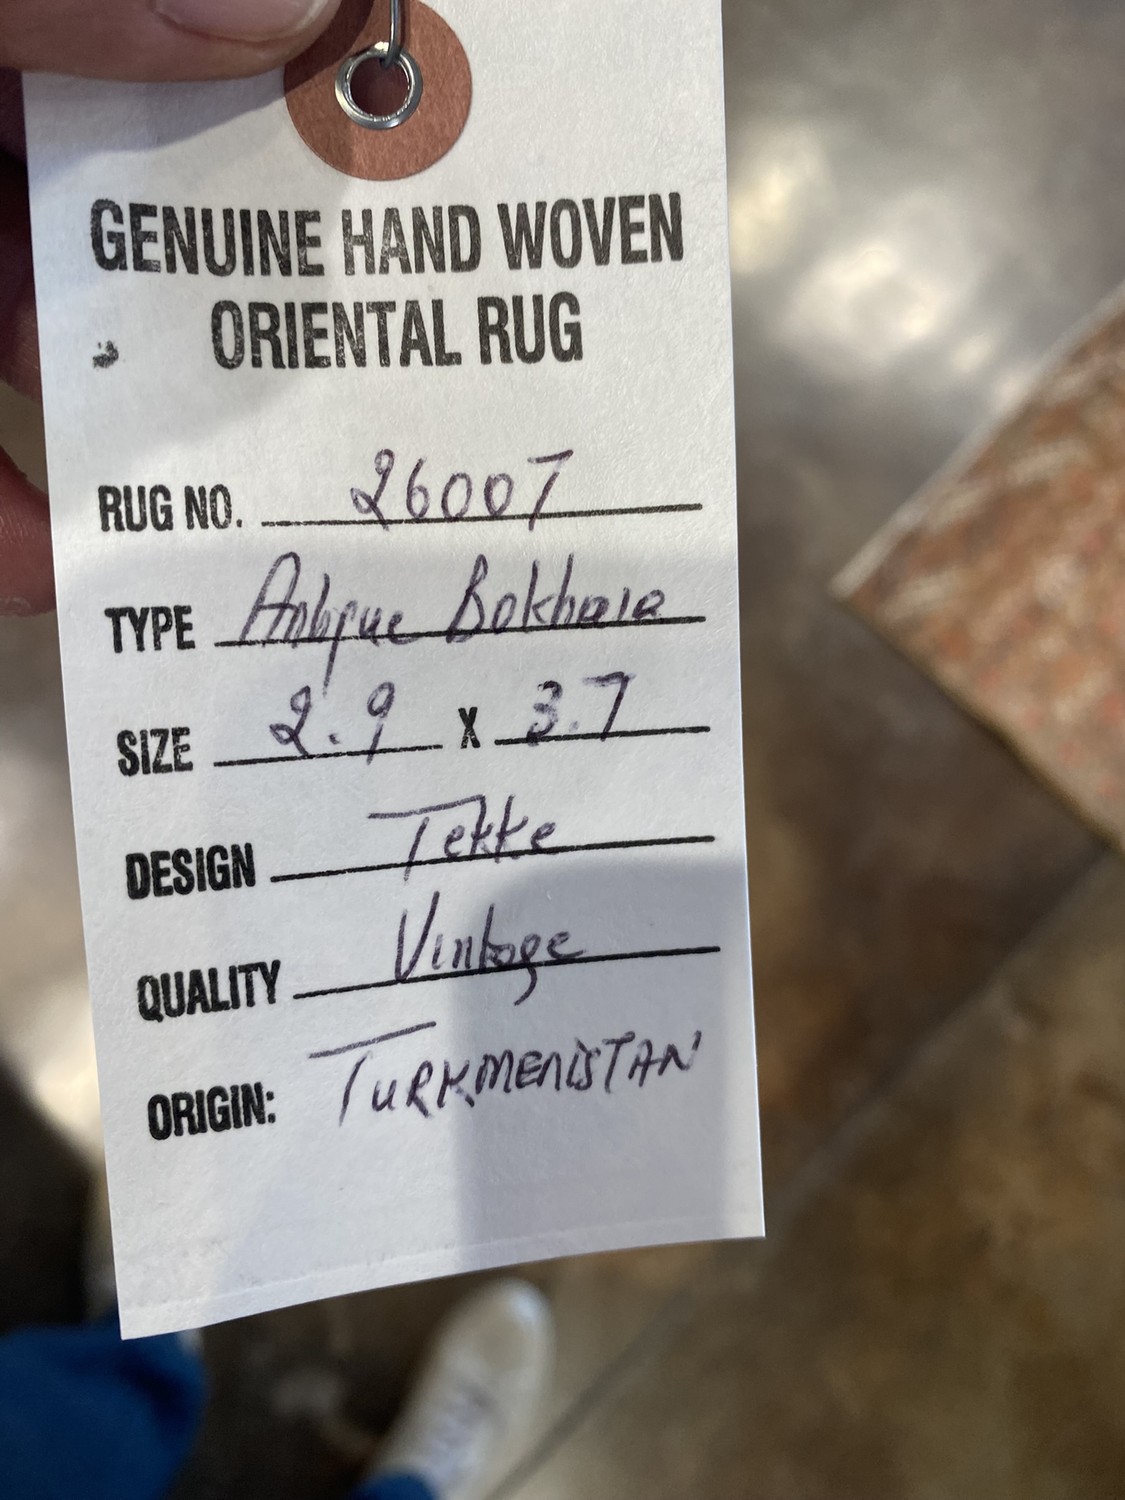 GENUINE HAND WOVEN
ORIENTAL RUG
RUG NO. 26007
TYPE Antique Bokhara
SIZE 2.9 X 3.7
DESIGN Tekke
QUALITY Vintage
ORIGIN: TURKMENISTAN